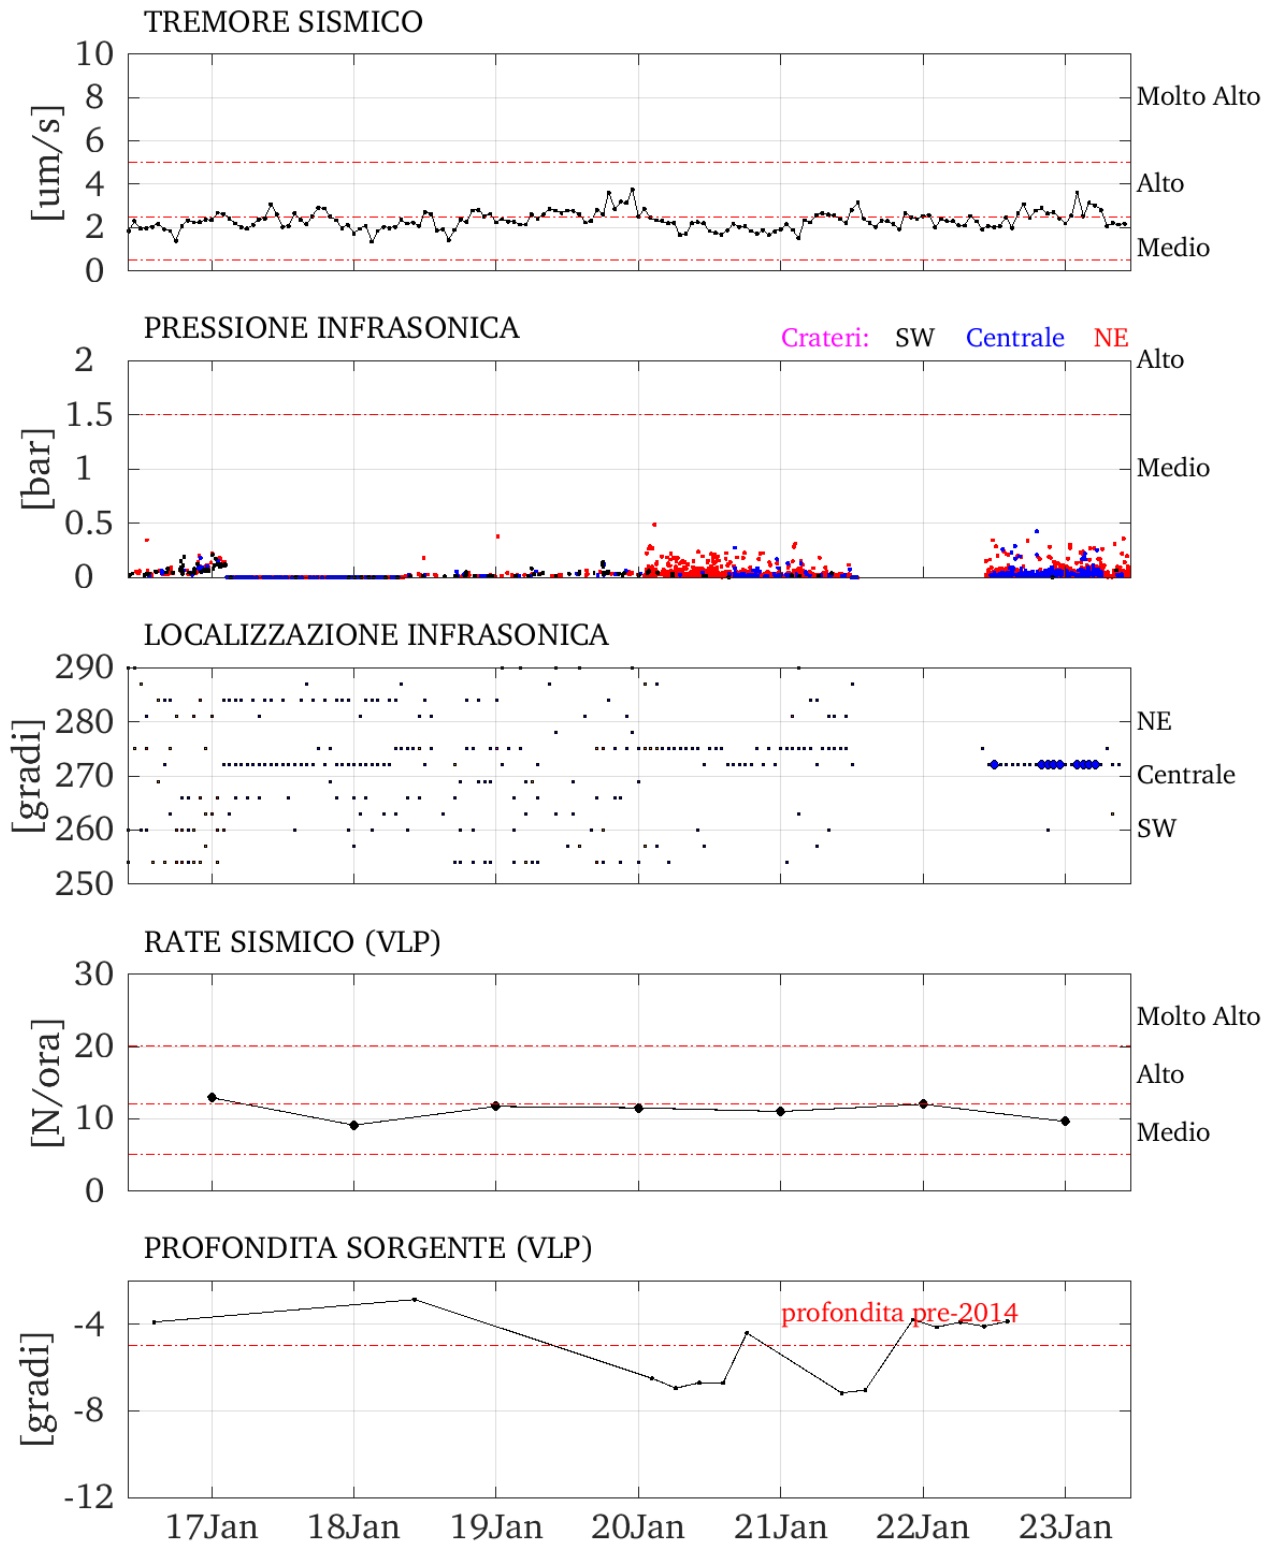 TREMORE SISMICO
10
8
6
4
2
0
[um/s]
Molto Alto
Alto
Medio
PRESSIONE INFRASONICA
Crateri: SW Centrale NE
2
1.5
1
0.5
0
[bar]
Alto
Medio
LOCALIZZAZIONE INFRASONICA
290
280
270
260
250
[gradi]
NE
Centrale
SW
RATE SISMICO (VLP)
30
20
10
0
[N/ora]
Molto Alto
Alto
Medio
PROFONDITA SORGENTE (VLP)
profondita pre-2014
-4
-8
-12
[gradi]
17Jan 18Jan 19Jan 20Jan 21Jan 22Jan 23Jan